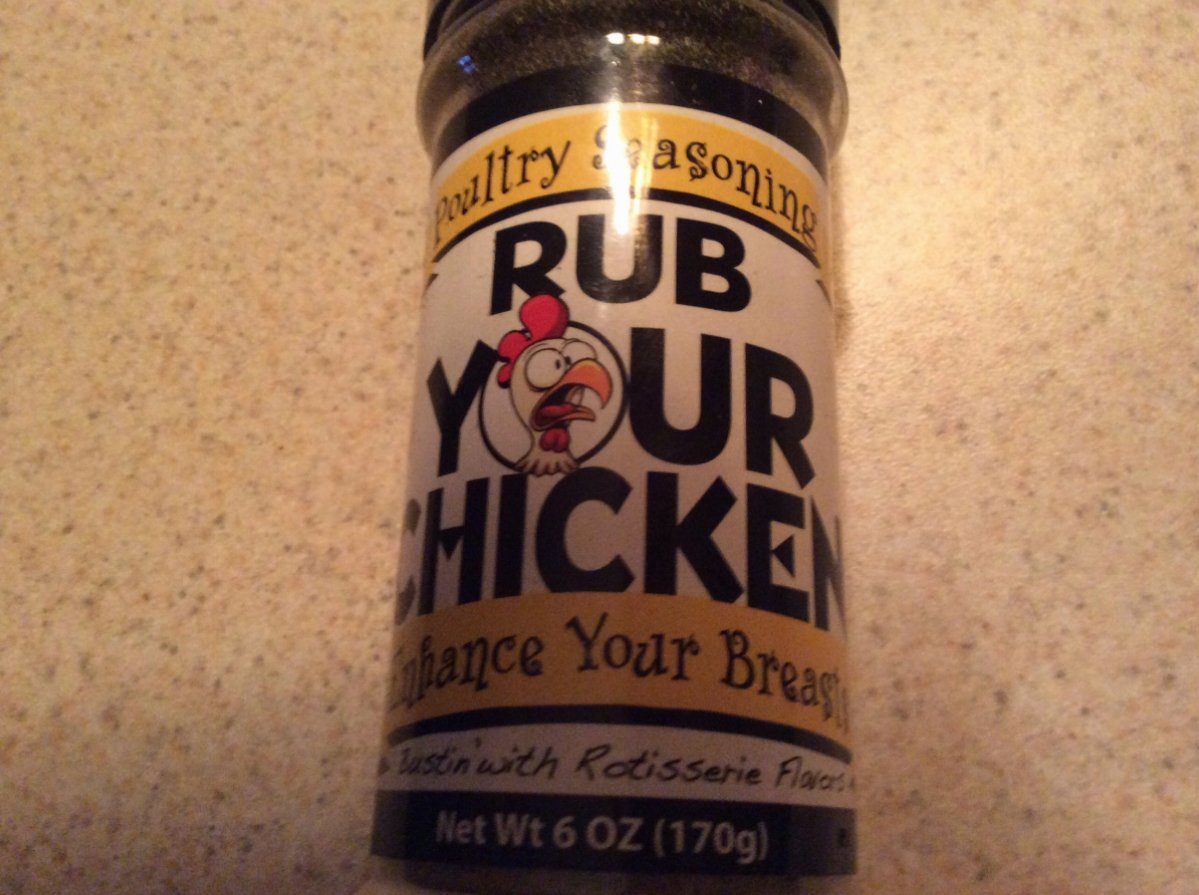 Poultry Seasoning
RUB
YOUR
CHICKEN
Enhance Your Breasts
Bustin' with Rotisserie Flavors
Net Wt 6 OZ (170g)